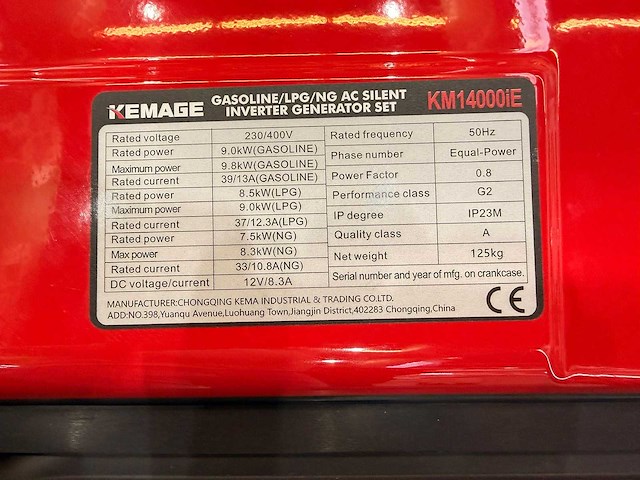 KEMAGE GASOLINE/LPG/NG AC SILENT INVERTER GENERATOR SET KM14000iE
Rated voltage 230/400V
Rated power 9.0kW(GASOLINE)
Maximum power 9.8kW(GASOLINE)
Rated current 39/13A(GASOLINE)
Rated power 8.5kW(LPG)
Maximum power 9.0kW(LPG)
Rated current 37/12.3A(LPG)
Rated power 7.5kW(NG)
Max power 8.3kW(NG)
Rated current 33/10.8A(NG)
DC voltage/current 12V/8.3A
Rated frequency 50Hz
Phase number Equal-Power
Power Factor 0.8
Performance class G2
IP degree IP23M
Quality class A
Net weight 125kg
Serial number and year of mfg. on crankcase.
MANUFACTURER:CHONGQING KEMA INDUSTRIAL & TRADING CO.LTD.
ADD:NO.398,Yuanqu Avenue,Luohuang Town,Jiangjin District,402283 Chongqing,China
CE